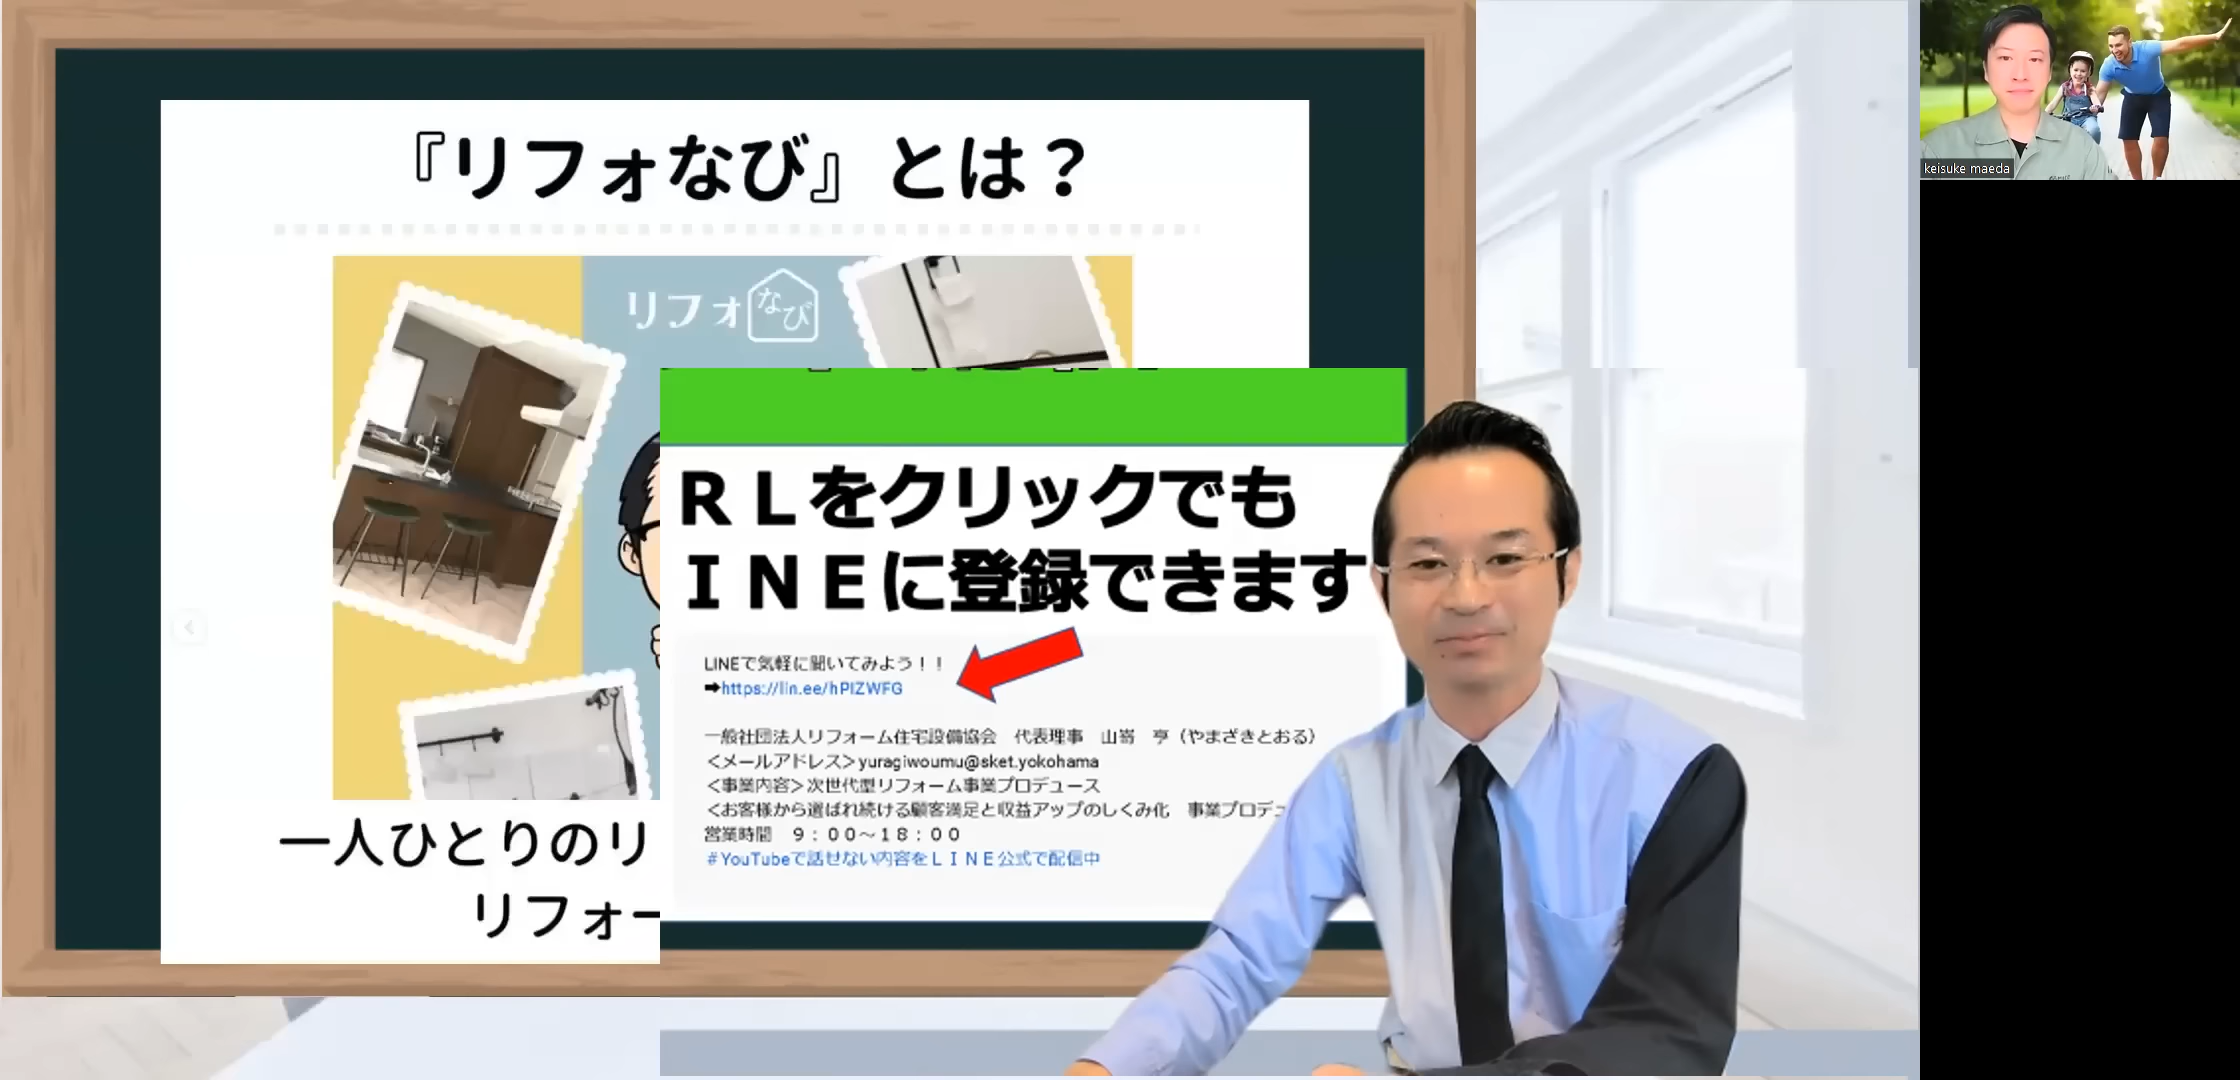 『リフォなび』とは？
リフォなび
一人ひとりのリ
リフォー
ＲＬをクリックでも
ＩＮＥに登録できます
LINEで気軽に聞いてみよう！！
➡https://lin.ee/hPIZWFG
一般社団法人リフォーム住宅設備協会　代表理事　山嵜　亨（やまざきとおる）
＜メールアドレス＞yuragiwoumu@sket.yokohama
＜事業内容＞次世代型リフォーム事業プロデュース
＜お客様から選ばれ続ける顧客満足と収益アップのしくみ化　事業プロデュ
営業時間　９：００～１８：００
＃YouTubeで話せない内容をＬＩＮＥ公式で配信中
keisuke maeda